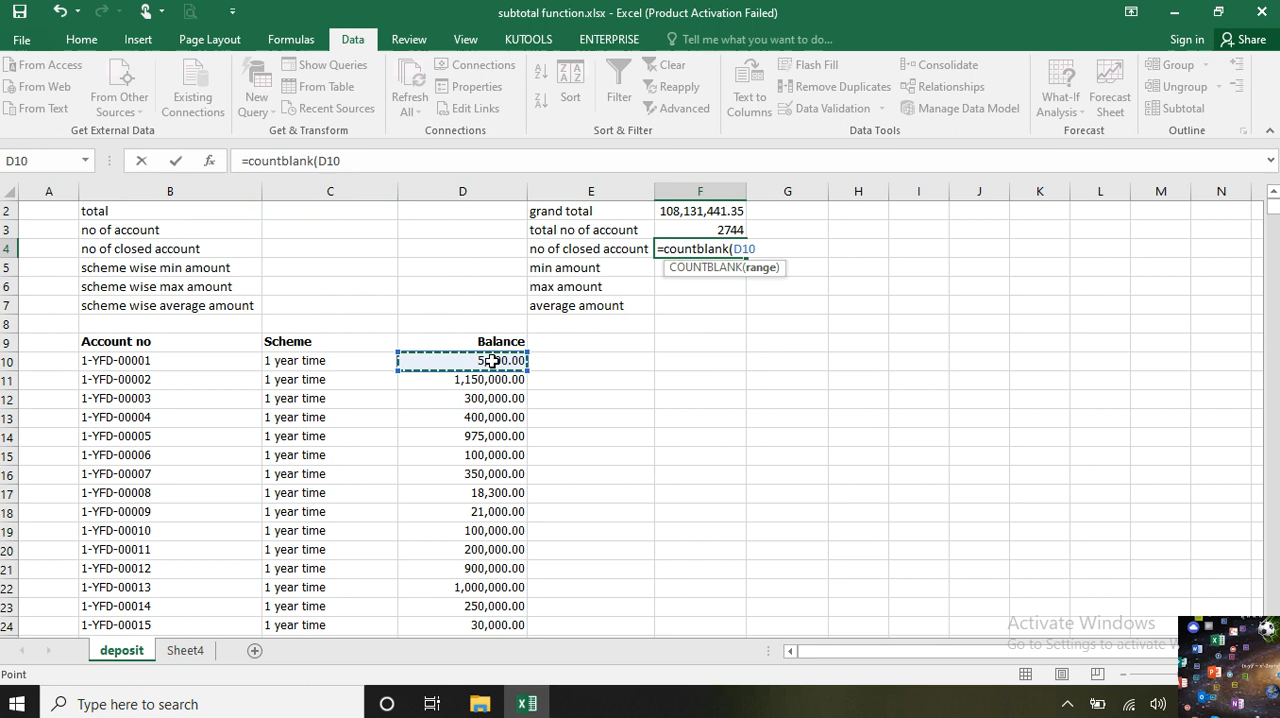 subtotal function.xlsx - Excel (Product Activation Failed)
File Home Insert Page Layout Formulas Data Review View KUTOOLS ENTERPRISE Tell me what you want to do... Sign in Share
From Access
From Web
From Text
From Other Sources
Existing Connections
Get External Data
New Query
Show Queries
From Table
Recent Sources
Get & Transform
Refresh All
Connections
Properties
Edit Links
Connections
Sort
Filter
Clear
Reapply
Advanced
Sort & Filter
Text to Columns
Flash Fill
Remove Duplicates
Data Validation
Consolidate
Relationships
Manage Data Model
Data Tools
What-If Analysis
Forecast Sheet
Forecast
Group
Ungroup
Subtotal
Outline
D10 fx =countblank(D10
A B C D E F G H I J K L M N
2 total grand total 108,131,441.35
3 no of account total no of account 2744
4 no of closed account no of closed account =countblank(D10
COUNTBLANK(range)
5 scheme wise min amount min amount
6 scheme wise max amount max amount
7 scheme wise average amount average amount
8
9 Account no Scheme Balance
10 1-YFD-00001 1 year time
11 1-YFD-00002 1 year time 1,150,000.00
12 1-YFD-00003 1 year time 300,000.00
13 1-YFD-00004 1 year time 400,000.00
14 1-YFD-00005 1 year time 975,000.00
15 1-YFD-00006 1 year time 100,000.00
16 1-YFD-00007 1 year time 350,000.00
17 1-YFD-00008 1 year time 18,300.00
18 1-YFD-00009 1 year time 21,000.00
19 1-YFD-00010 1 year time 100,000.00
20 1-YFD-00011 1 year time 200,000.00
21 1-YFD-00012 1 year time 900,000.00
22 1-YFD-00013 1 year time 1,000,000.00
23 1-YFD-00014 1 year time 250,000.00
24 1-YFD-00015 1 year time 30,000.00
Activate Windows
Go to Settings to activate
deposit Sheet4
Point
Type here to search